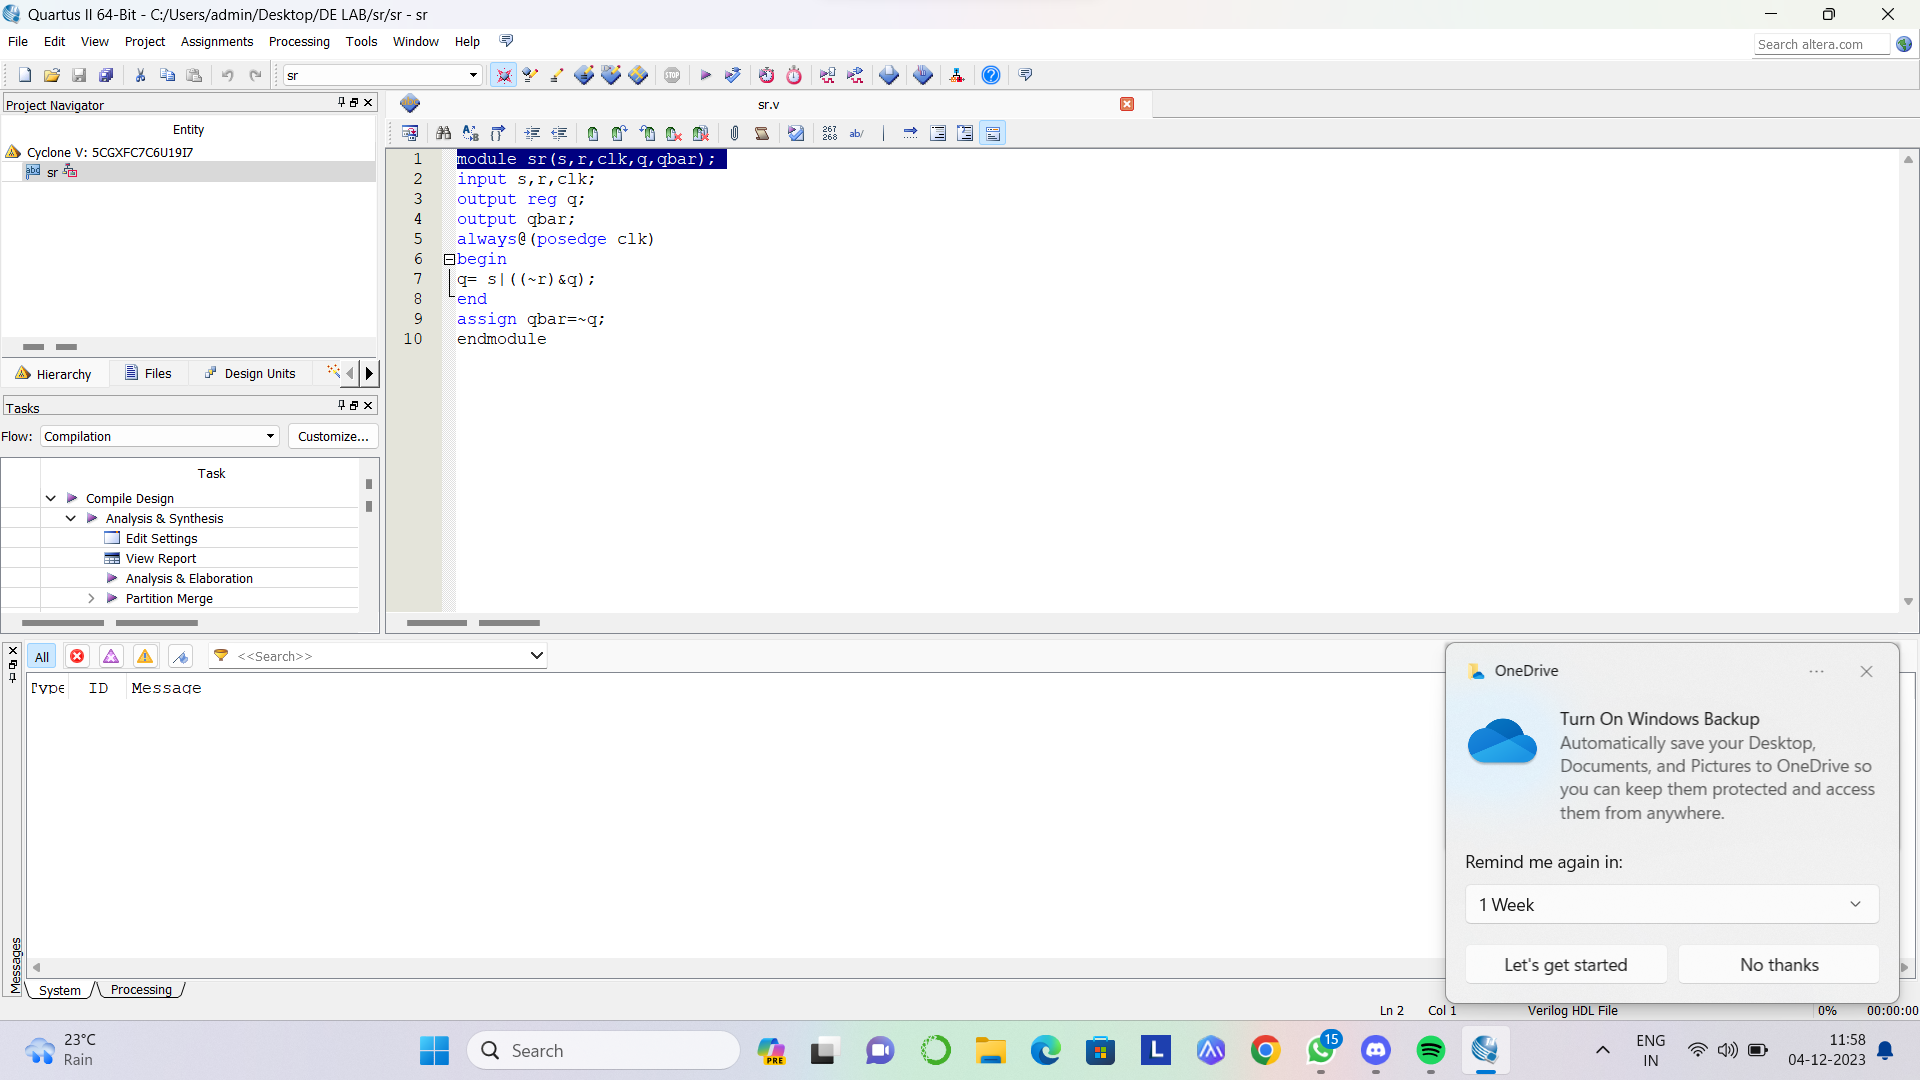 Quartus II 64-Bit - C:/Users/admin/Desktop/DE LAB/sr/sr - sr
File Edit View Project Assignments Processing Tools Window Help
Search altera.com
sr
STOP
Project Navigator
Entity
Cyclone V: 5CGXFC7C6U19I7
abd sr
Hierarchy Files Design Units
Tasks
Flow: Compilation Customize...
Task
Compile Design
Analysis & Synthesis
Edit Settings
View Report
Analysis & Elaboration
Partition Merge
sr.v
267
268
ab/
1 module sr(s,r,clk,q,qbar);
2 input s,r,clk;
3 output reg q;
4 output qbar;
5 always@(posedge clk)
6 begin
7 q= s|((~r)&q);
8 end
9 assign qbar=~q;
10 endmodule
All <<Search>>
Type ID Message
Messages
System Processing
OneDrive
Turn On Windows Backup
Automatically save your Desktop,
Documents, and Pictures to OneDrive so
you can keep them protected and access
them from anywhere.
Remind me again in:
1 Week
Let's get started No thanks
Ln 2 Col 1 Verilog HDL File 0% 00:00:00
23°C
Rain
Search
PRE
L
15
ENG
IN
11:58
04-12-2023